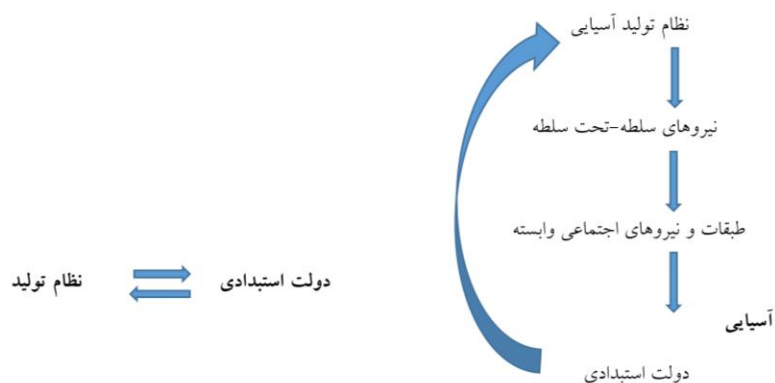 نظام تولید آسیایی
نیروهای سلطه-تحت سلطه
طبقات و نیروهای اجتماعی وابسته
دولت استبدادی
نظام تولید
آسیایی
دولت استبدادی